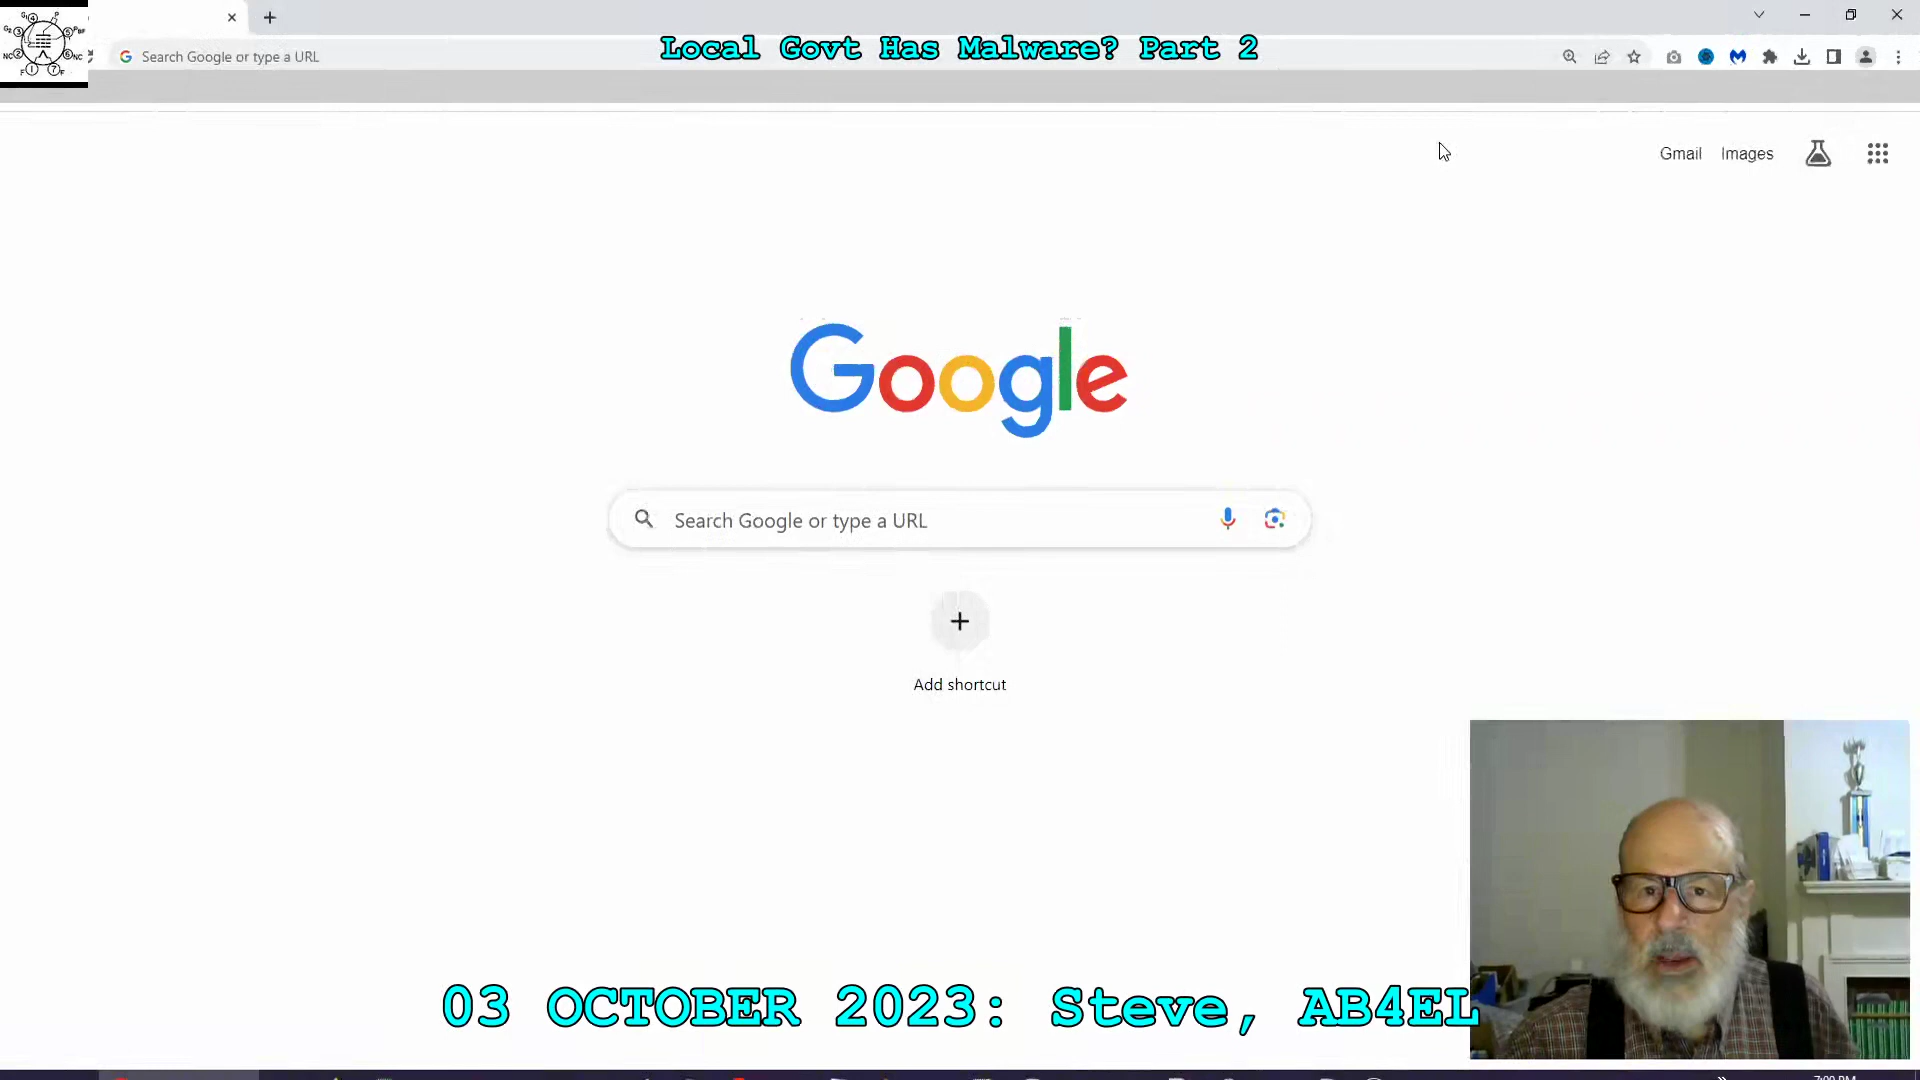 Local Govt Has Malware? Part 2
Search Google or type a URL
Gmail Images
Google
Search Google or type a URL
Add shortcut
03 OCTOBER 2023: Steve, AB4EL